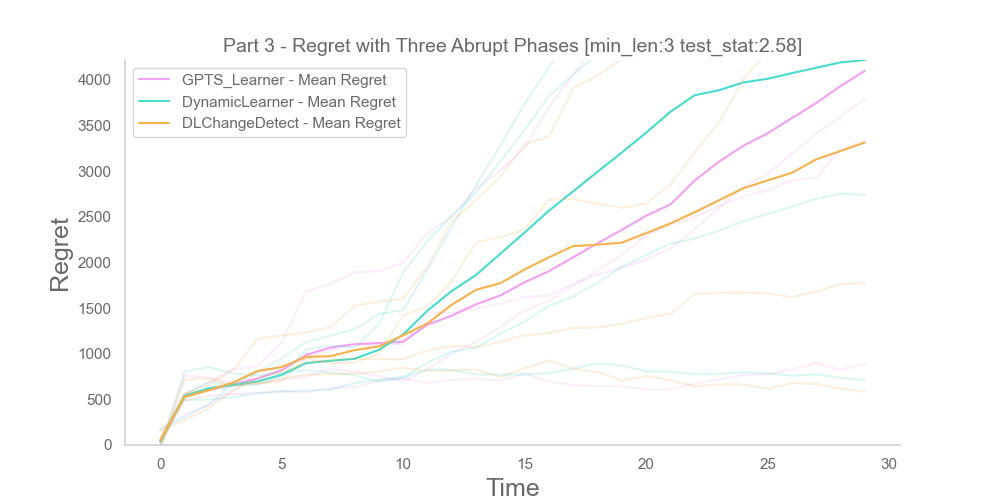 Part 3 - Regret with Three Abrupt Phases [min_len:3 test_stat:2.58]
GPTS_Learner - Mean Regret
DynamicLearner - Mean Regret
DLChangeDetect - Mean Regret
4000
3500
3000
2500
2000
1500
1000
500
0
Regret
0 5 10 15 20 25 30
Time